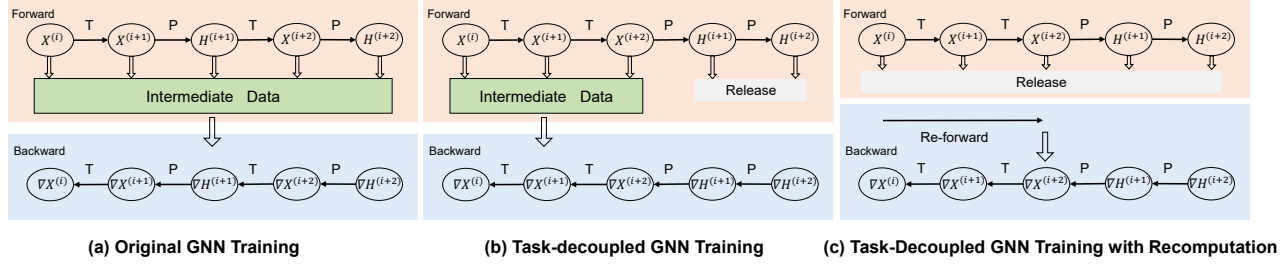 Forward
T P T P
X^(i) X^(i+1) H^(i+1) X^(i+2) H^(i+2)
Intermediate Data
Backward
T P T P
∇X^(i) ∇X^(i+1) ∇H^(i+1) ∇X^(i+2) ∇H^(i+2)
(a) Original GNN Training
Forward
T T P P
X^(i) X^(i+1) X^(i+2) H^(i+1) H^(i+2)
Intermediate Data
Release
Backward
T T P P
∇X^(i) ∇X^(i+1) ∇X^(i+2) ∇H^(i+1) ∇H^(i+2)
(b) Task-decoupled GNN Training
Forward
T T P P
X^(i) X^(i+1) X^(i+2) H^(i+1) H^(i+2)
Release
Re-forward
Backward
T T P P
∇X^(i) ∇X^(i+1) ∇X^(i+2) ∇H^(i+1) ∇H^(i+2)
(c) Task-Decoupled GNN Training with Recomputation